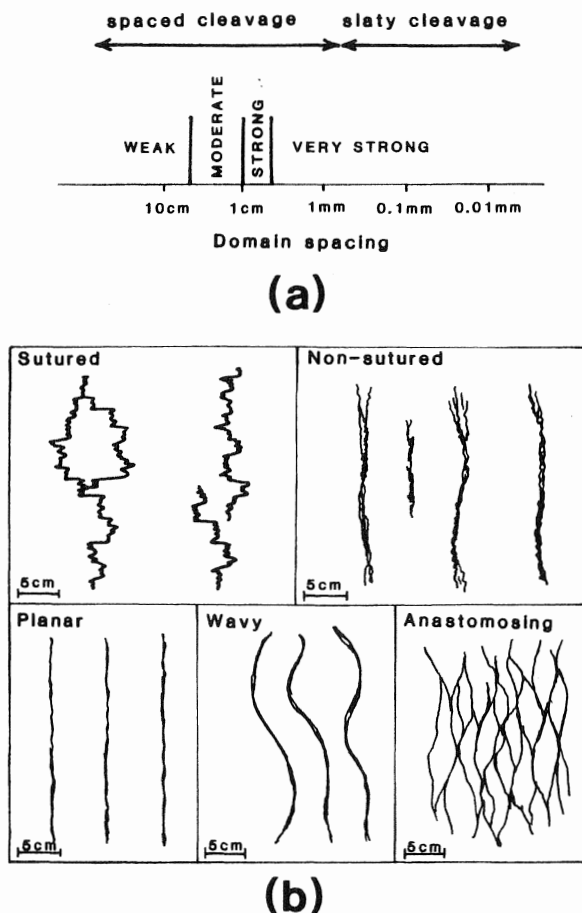 spaced cleavage slaty cleavage
WEAK MODERATE STRONG VERY STRONG
10cm 1cm 1mm 0.1mm 0.01mm
Domain spacing
(a)
Sutured Non-sutured
5cm 5cm
Planar Wavy Anastomosing
5cm 5cm 5cm
(b)